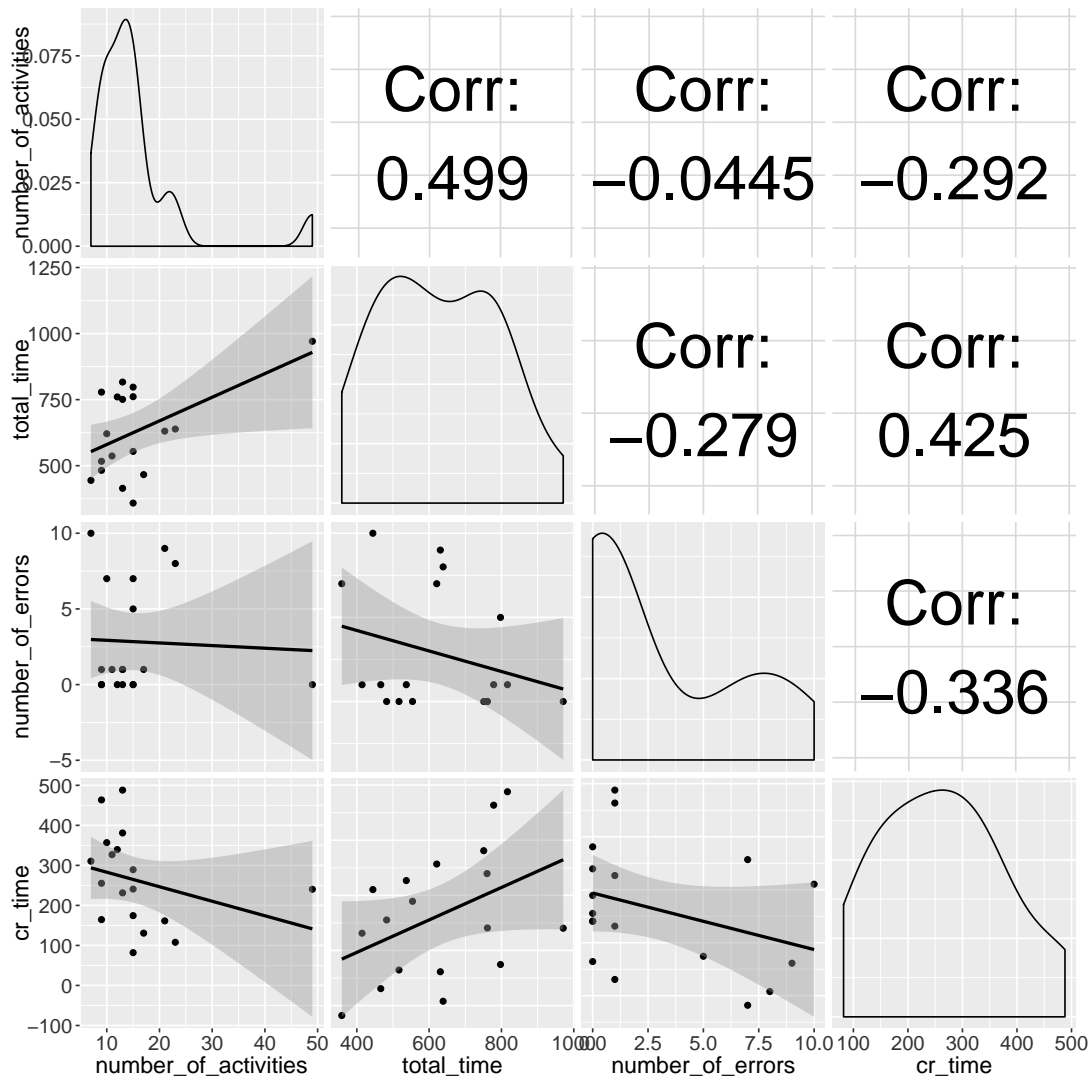 number_of_activities
0.075
0.050
0.025
0.000
Corr:
0.499
Corr:
−0.0445
Corr:
−0.292
total_time
1250
1000
750
500
Corr:
−0.279
Corr:
0.425
number_of_errors
10
5
0
−5
Corr:
−0.336
cr_time
500
400
300
200
100
0
−100
10 20 30 40 50
400 600 800 1000
0.0 2.5 5.0 7.5 10.0
100 200 300 400 500
number_of_activities
total_time
number_of_errors
cr_time